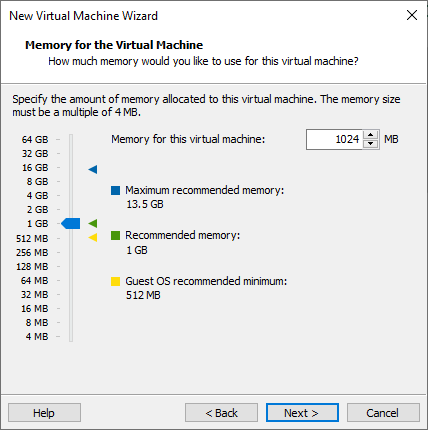 New Virtual Machine Wizard
Memory for the Virtual Machine
How much memory would you like to use for this virtual machine?
Specify the amount of memory allocated to this virtual machine. The memory size
must be a multiple of 4 MB.
64 GB
32 GB
16 GB
8 GB
4 GB
2 GB
1 GB
512 MB
256 MB
128 MB
64 MB
32 MB
16 MB
8 MB
4 MB
Memory for this virtual machine: 1024 MB
Maximum recommended memory:
13.5 GB
Recommended memory:
1 GB
Guest OS recommended minimum:
512 MB
Help < Back Next > Cancel